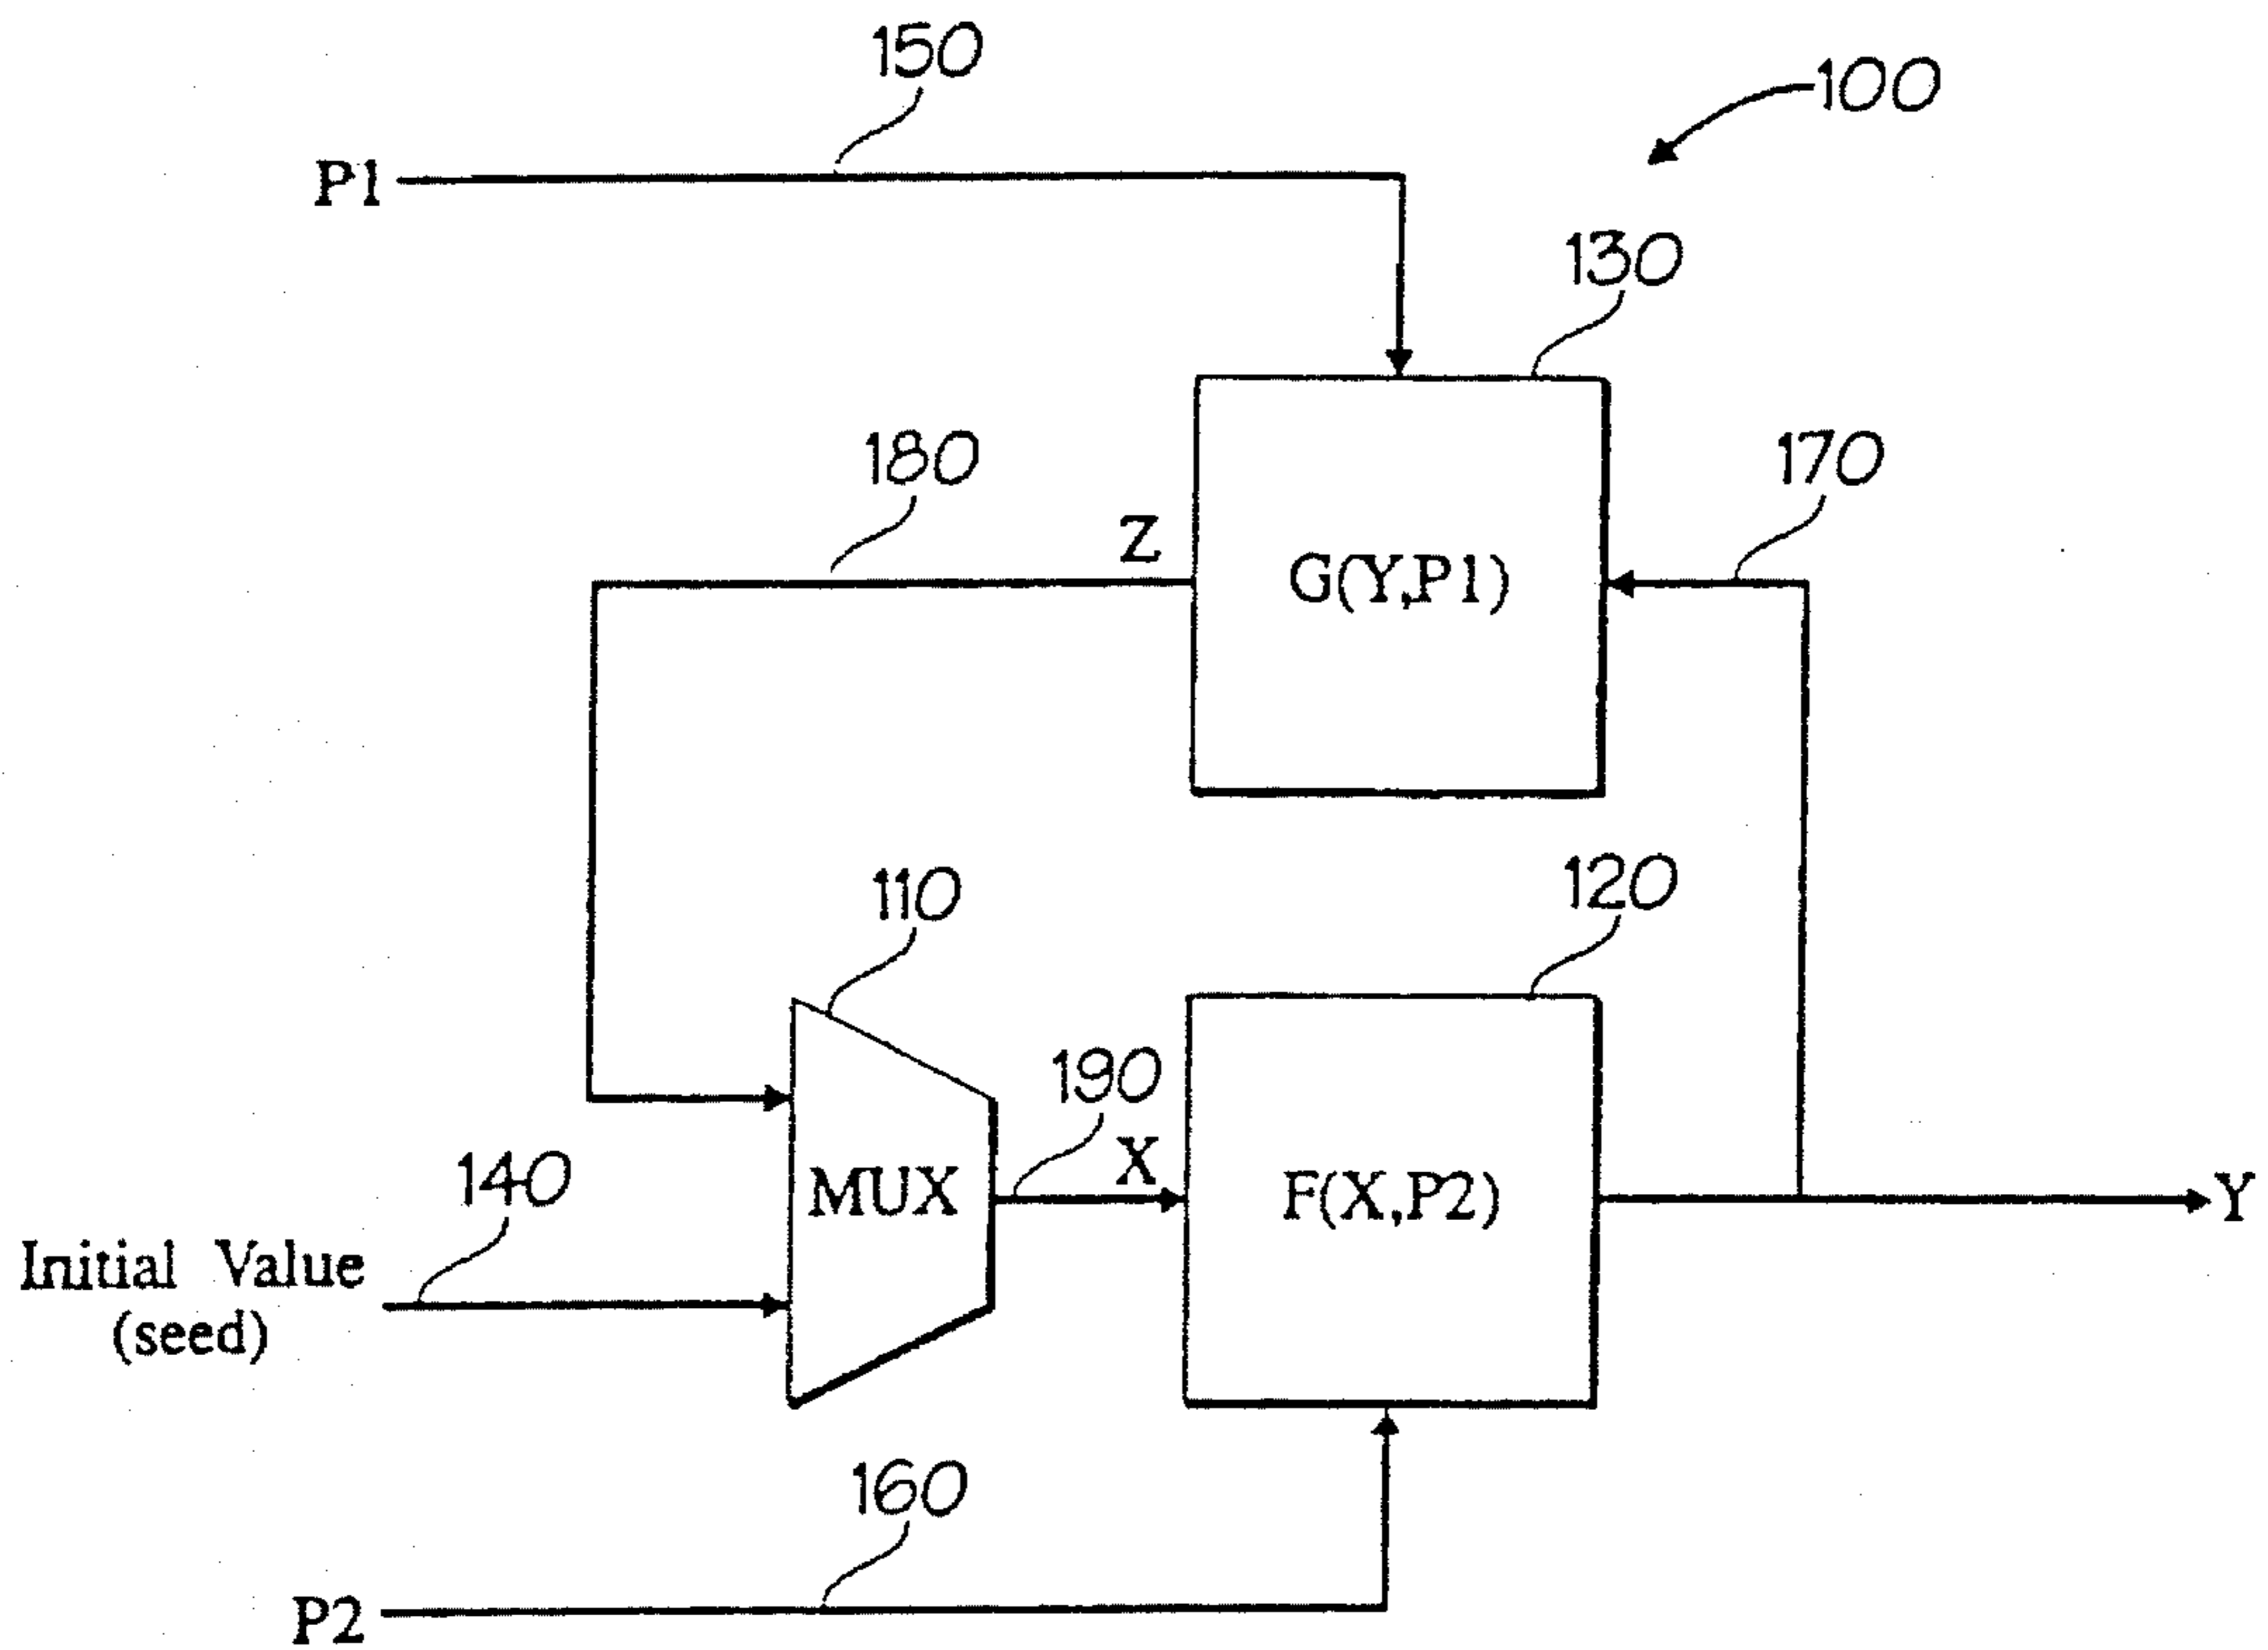 150
100
P1
130
180
170
Z
G(Y,P1)
110
120
190
140
X
MUX
F(X,P2)
Y
Initial Value
(seed)
160
P2